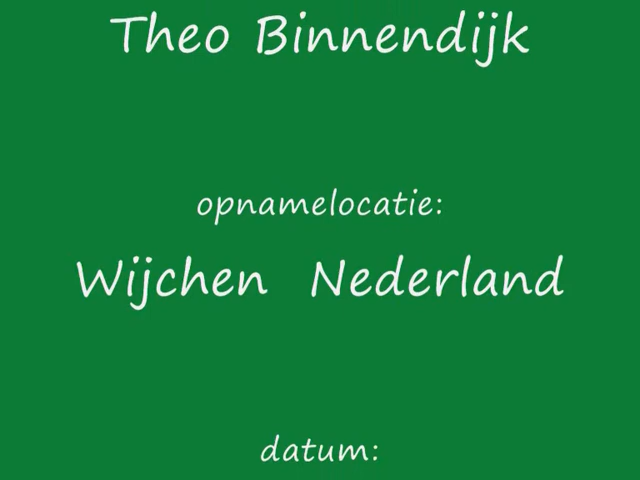 Theo Binnendijk
opnamelocatie:
Wijchen Nederland
datum: